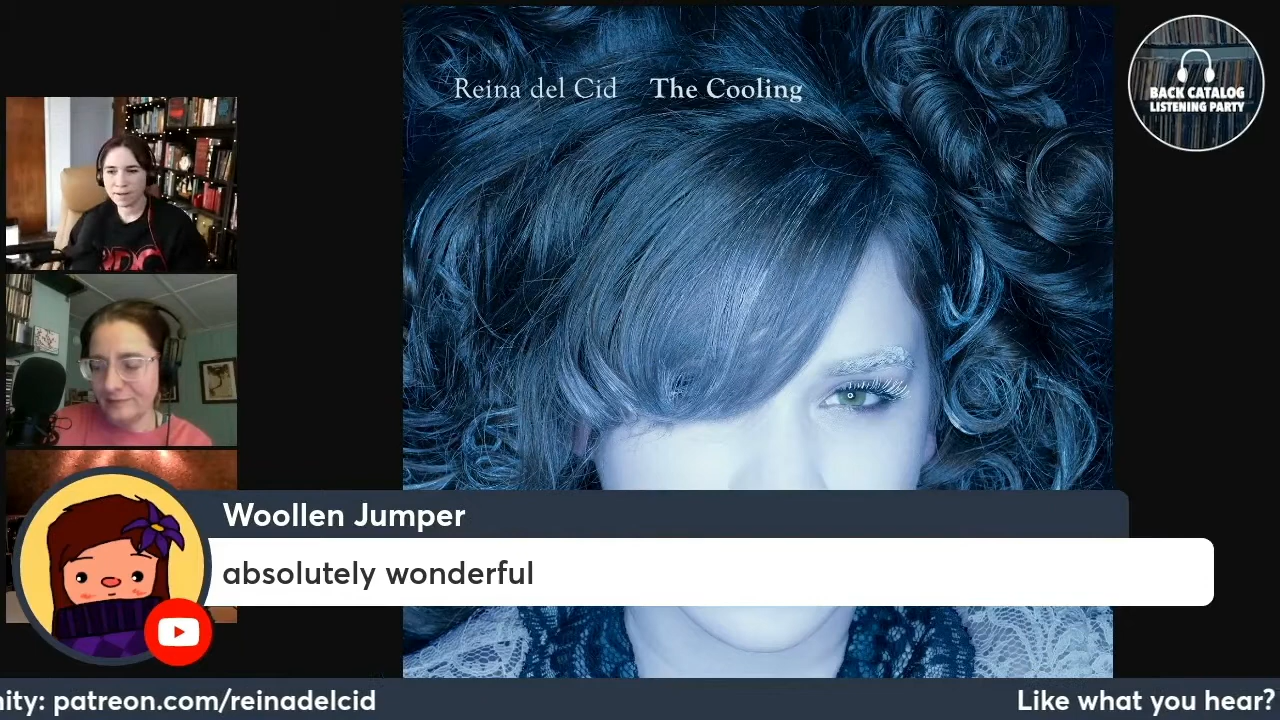 Reina del Cid The Cooling
BACK CATALOG
LISTENING PARTY
Woollen Jumper
absolutely wonderful
nity: patreon.com/reinadelcid
Like what you hear?